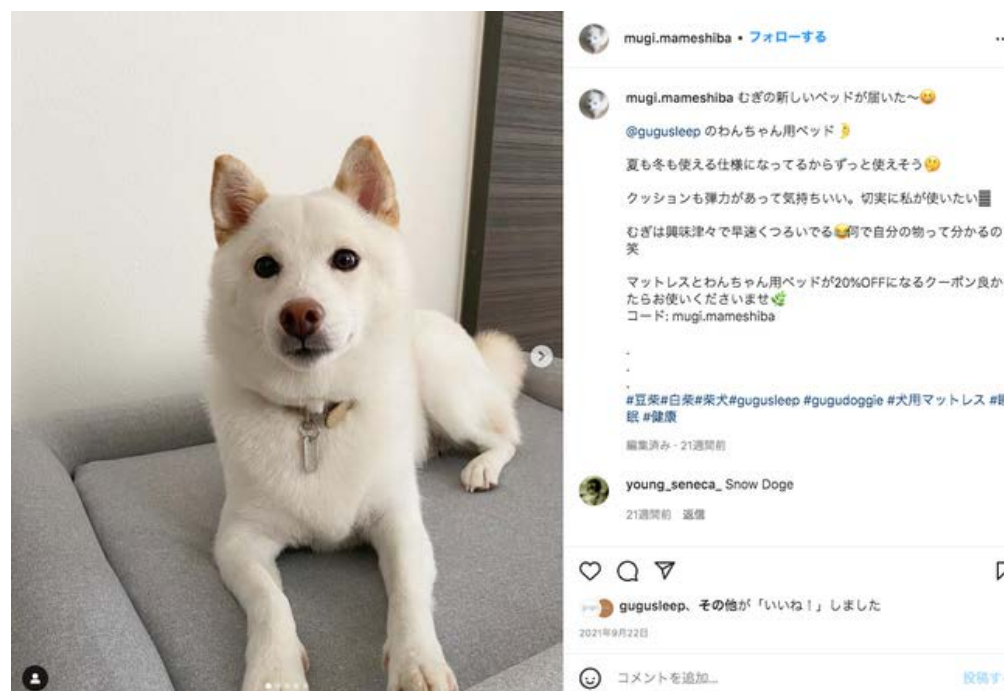 mugi.mameshiba • フォローする
mugi.mameshiba むぎの新しいベッドが届いた〜😆
@gugusleep のわんちゃん用ベッド
夏も冬も使える仕様になってるからずっと使えそう🤔
クッションも弾力があって気持ちいい。切実に私が使いたい
むぎは興味津々で早速くつろいでる😂何で自分の物って分かるの
笑
マットレスとわんちゃん用ベッドが20%OFFになるクーポン良か
たらお使いくださいませ🌿
コード: mugi.mameshiba
.
.
.
#豆柴#白柴#柴犬#gugusleep #gugudoggie #犬用マットレス
眠 #健康
編集済み・21週間前
young_seneca_ Snow Doge
21週間前 返信
gugusleep、その他が「いいね！」しました
2021年9月22日
コメントを追加...
投稿す